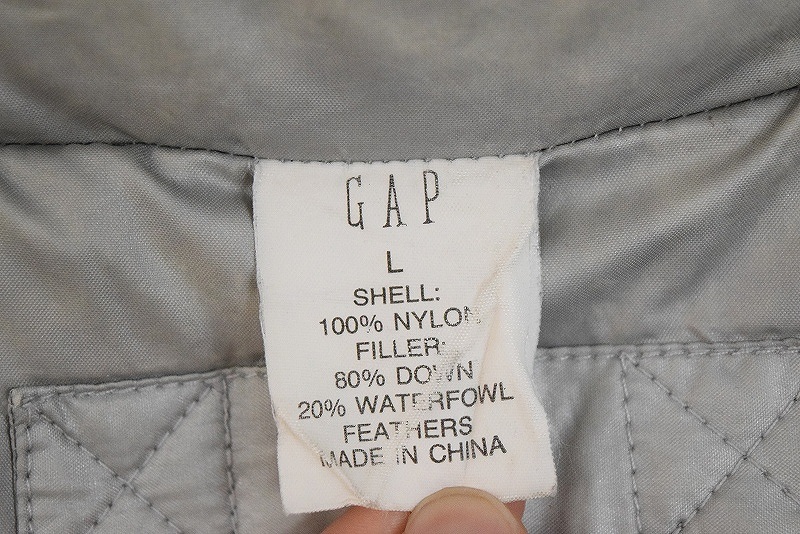 GAP
L
SHELL:
100% NYLON
FILLER:
80% DOWN
20% WATERFOWL
FEATHERS
MADE IN CHINA